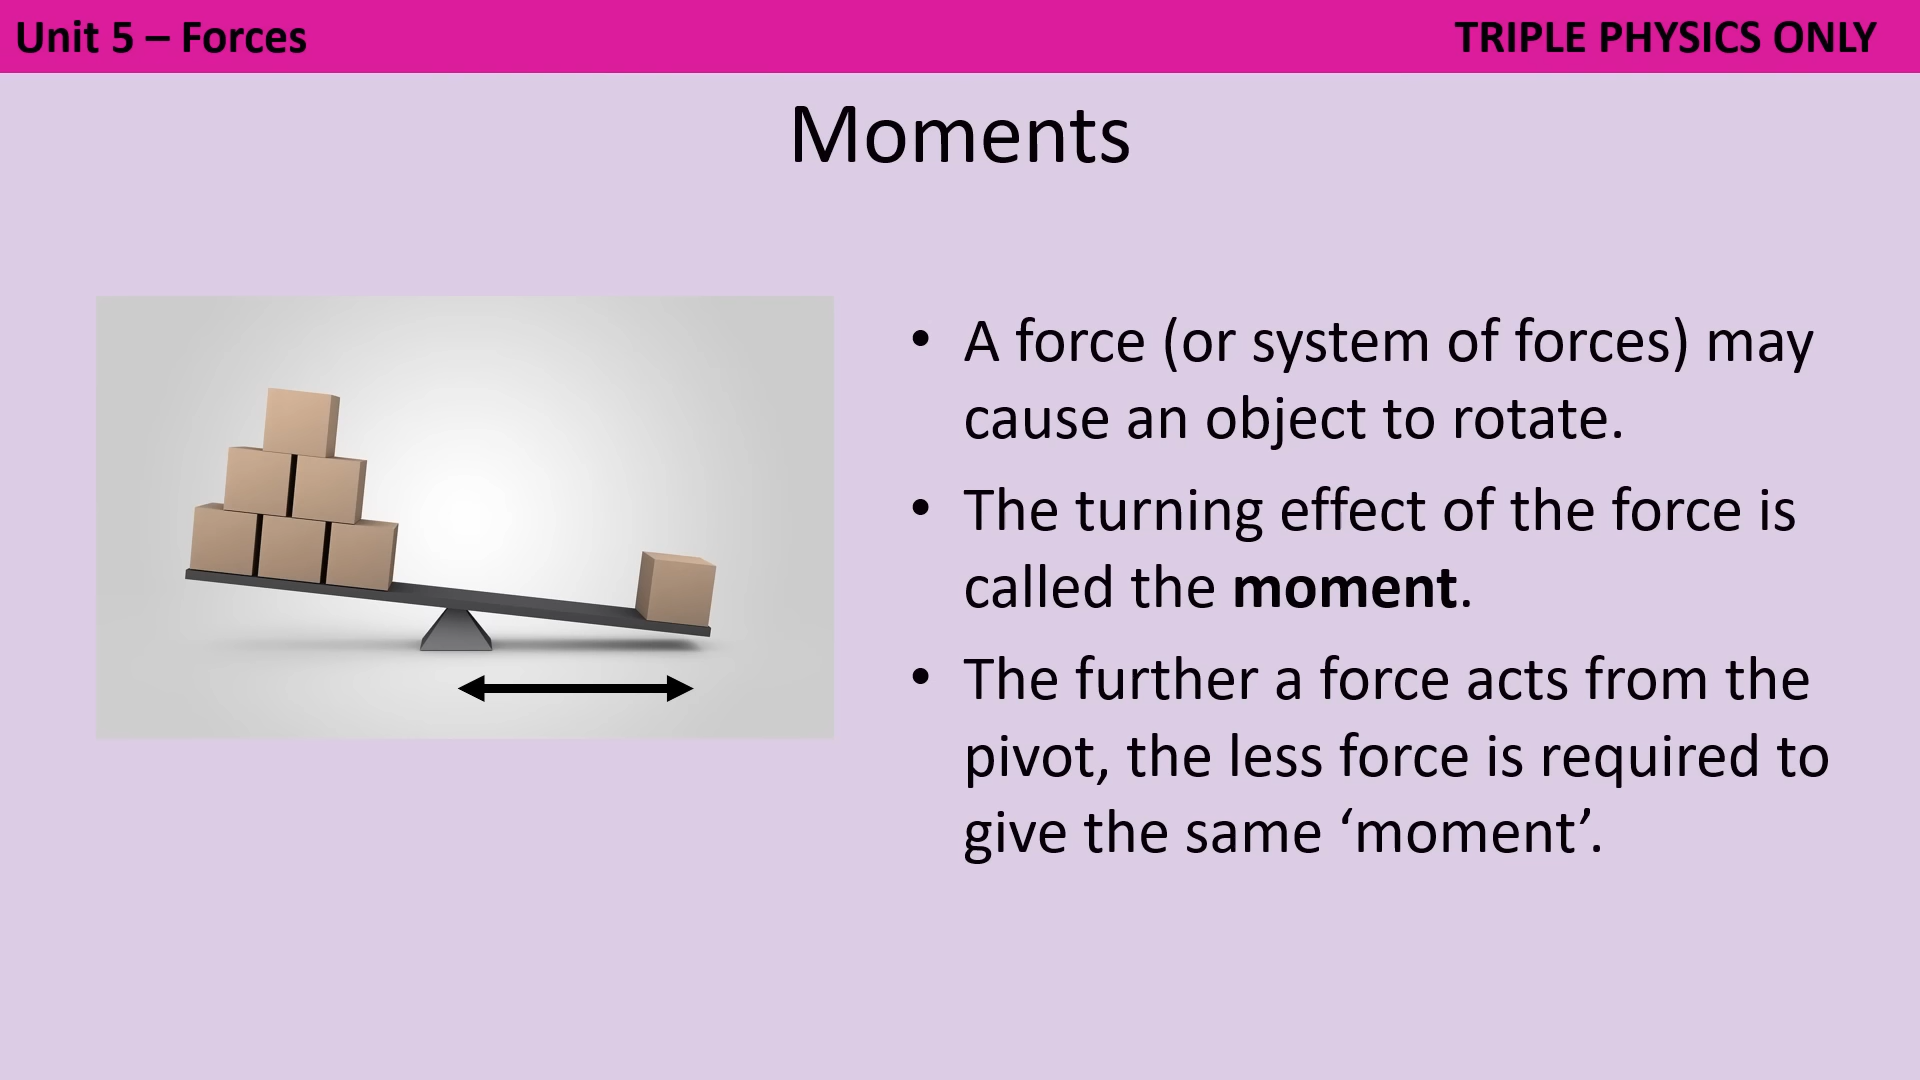 Unit 5 – Forces
TRIPLE PHYSICS ONLY
Moments
• A force (or system of forces) may
cause an object to rotate.
• The turning effect of the force is
called the moment.
• The further a force acts from the
pivot, the less force is required to
give the same ‘moment’.